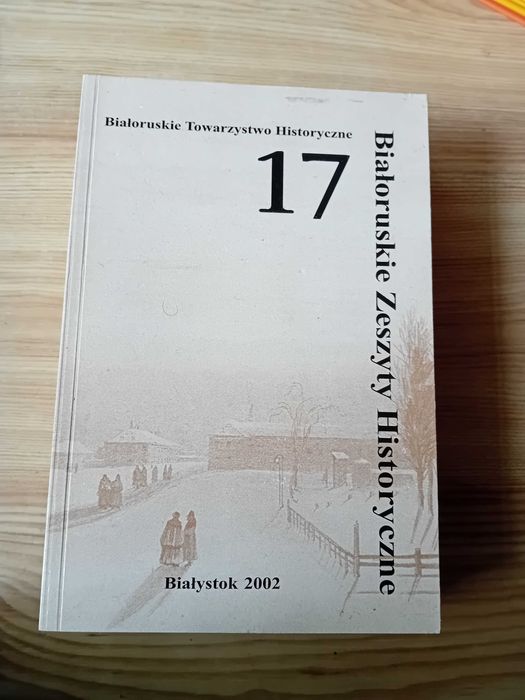 Białoruskie Towarzystwo Historyczne
17
Białoruskie Zeszyty Historyczne
Białystok 2002